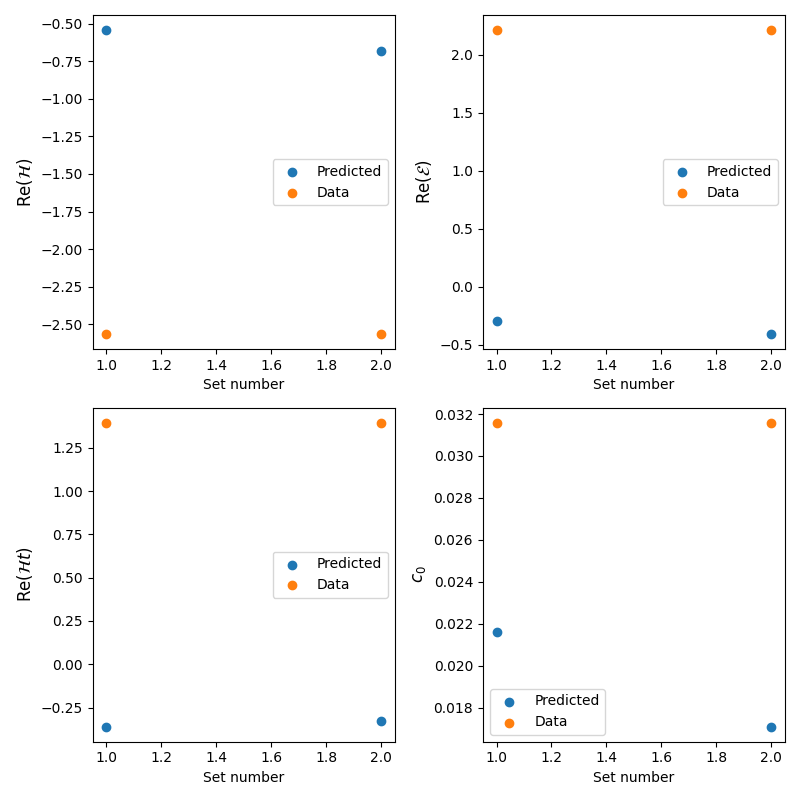 −0.50
−0.75
−1.00
−1.25
−1.50
−1.75
−2.00
−2.25
−2.50
Re(ℋ)
Predicted
Data
1.0 1.2 1.4 1.6 1.8 2.0
Set number
2.0
1.5
1.0
0.5
0.0
−0.5
Re(ℰ)
Predicted
Data
1.0 1.2 1.4 1.6 1.8 2.0
Set number
1.25
1.00
0.75
0.50
0.25
0.00
−0.25
Re(ℋt)
Predicted
Data
1.0 1.2 1.4 1.6 1.8 2.0
Set number
0.032
0.030
0.028
0.026
0.024
0.022
0.020
0.018
c₀
Predicted
Data
1.0 1.2 1.4 1.6 1.8 2.0
Set number